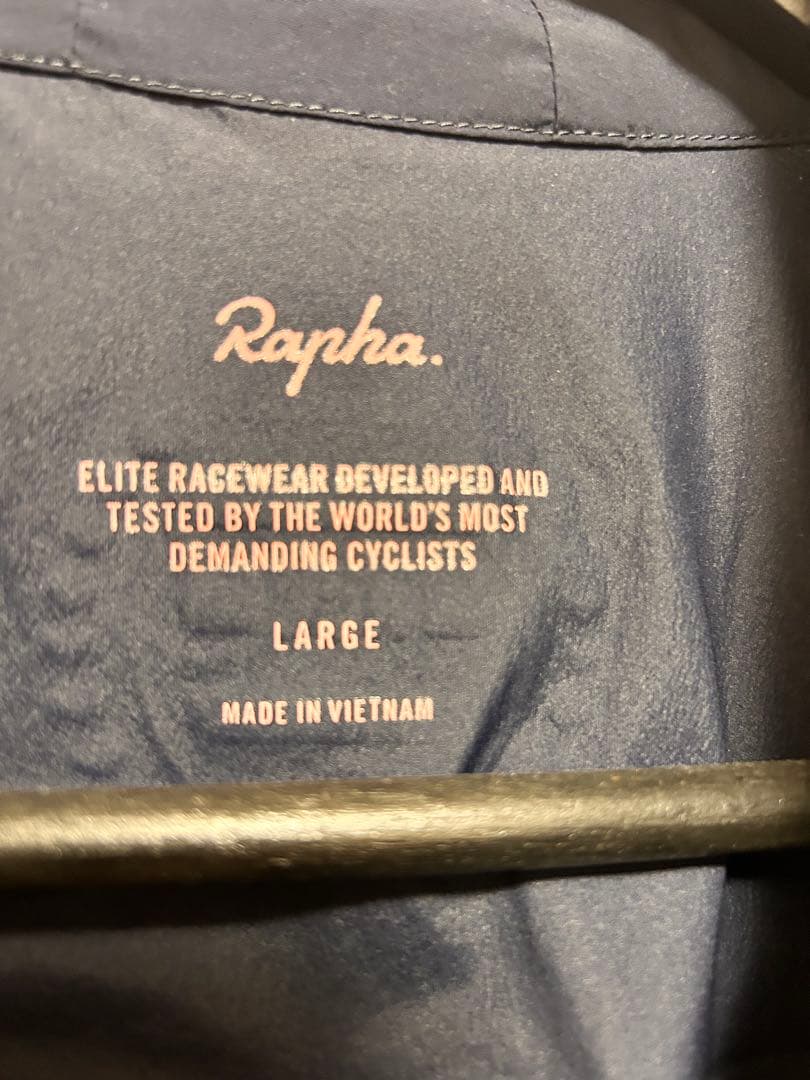 Rapha.
ELITE RACEWEAR DEVELOPED AND
TESTED BY THE WORLD'S MOST
DEMANDING CYCLISTS
LARGE
MADE IN VIETNAM